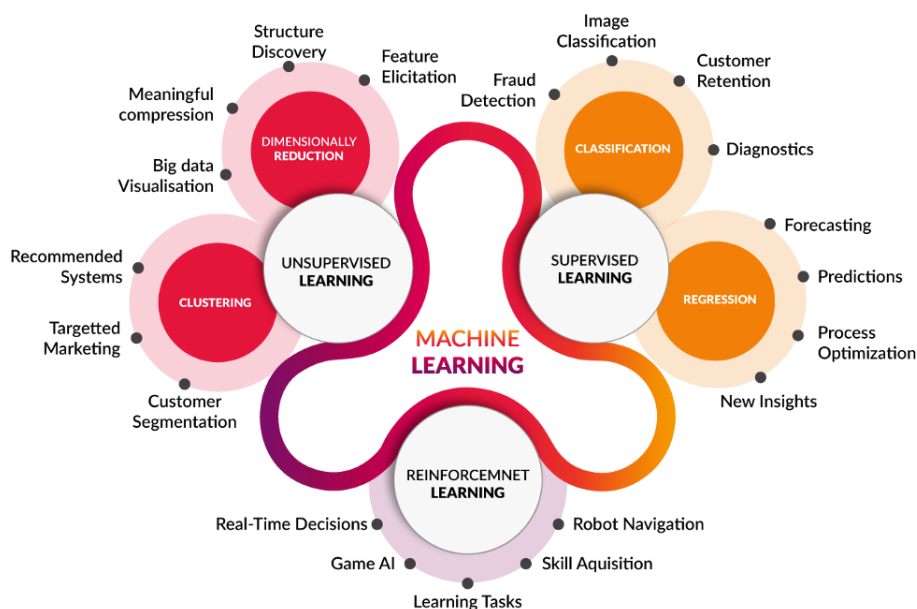 Structure
Discovery
Feature
Elicitation
Meaningful
compression
Big data
Visualisation
DIMENSIONALLY
REDUCTION
UNSUPERVISED
LEARNING
Recommended
Systems
Targetted
Marketing
Customer
Segmentation
CLUSTERING
Image
Classification
Customer
Retention
Fraud
Detection
Diagnostics
CLASSIFICATION
SUPERVISED
LEARNING
Forecasting
Predictions
Process
Optimization
New Insights
REGRESSION
MACHINE
LEARNING
REINFORCEMNET
LEARNING
Real-Time Decisions
Game AI
Learning Tasks
Skill Aquisition
Robot Navigation